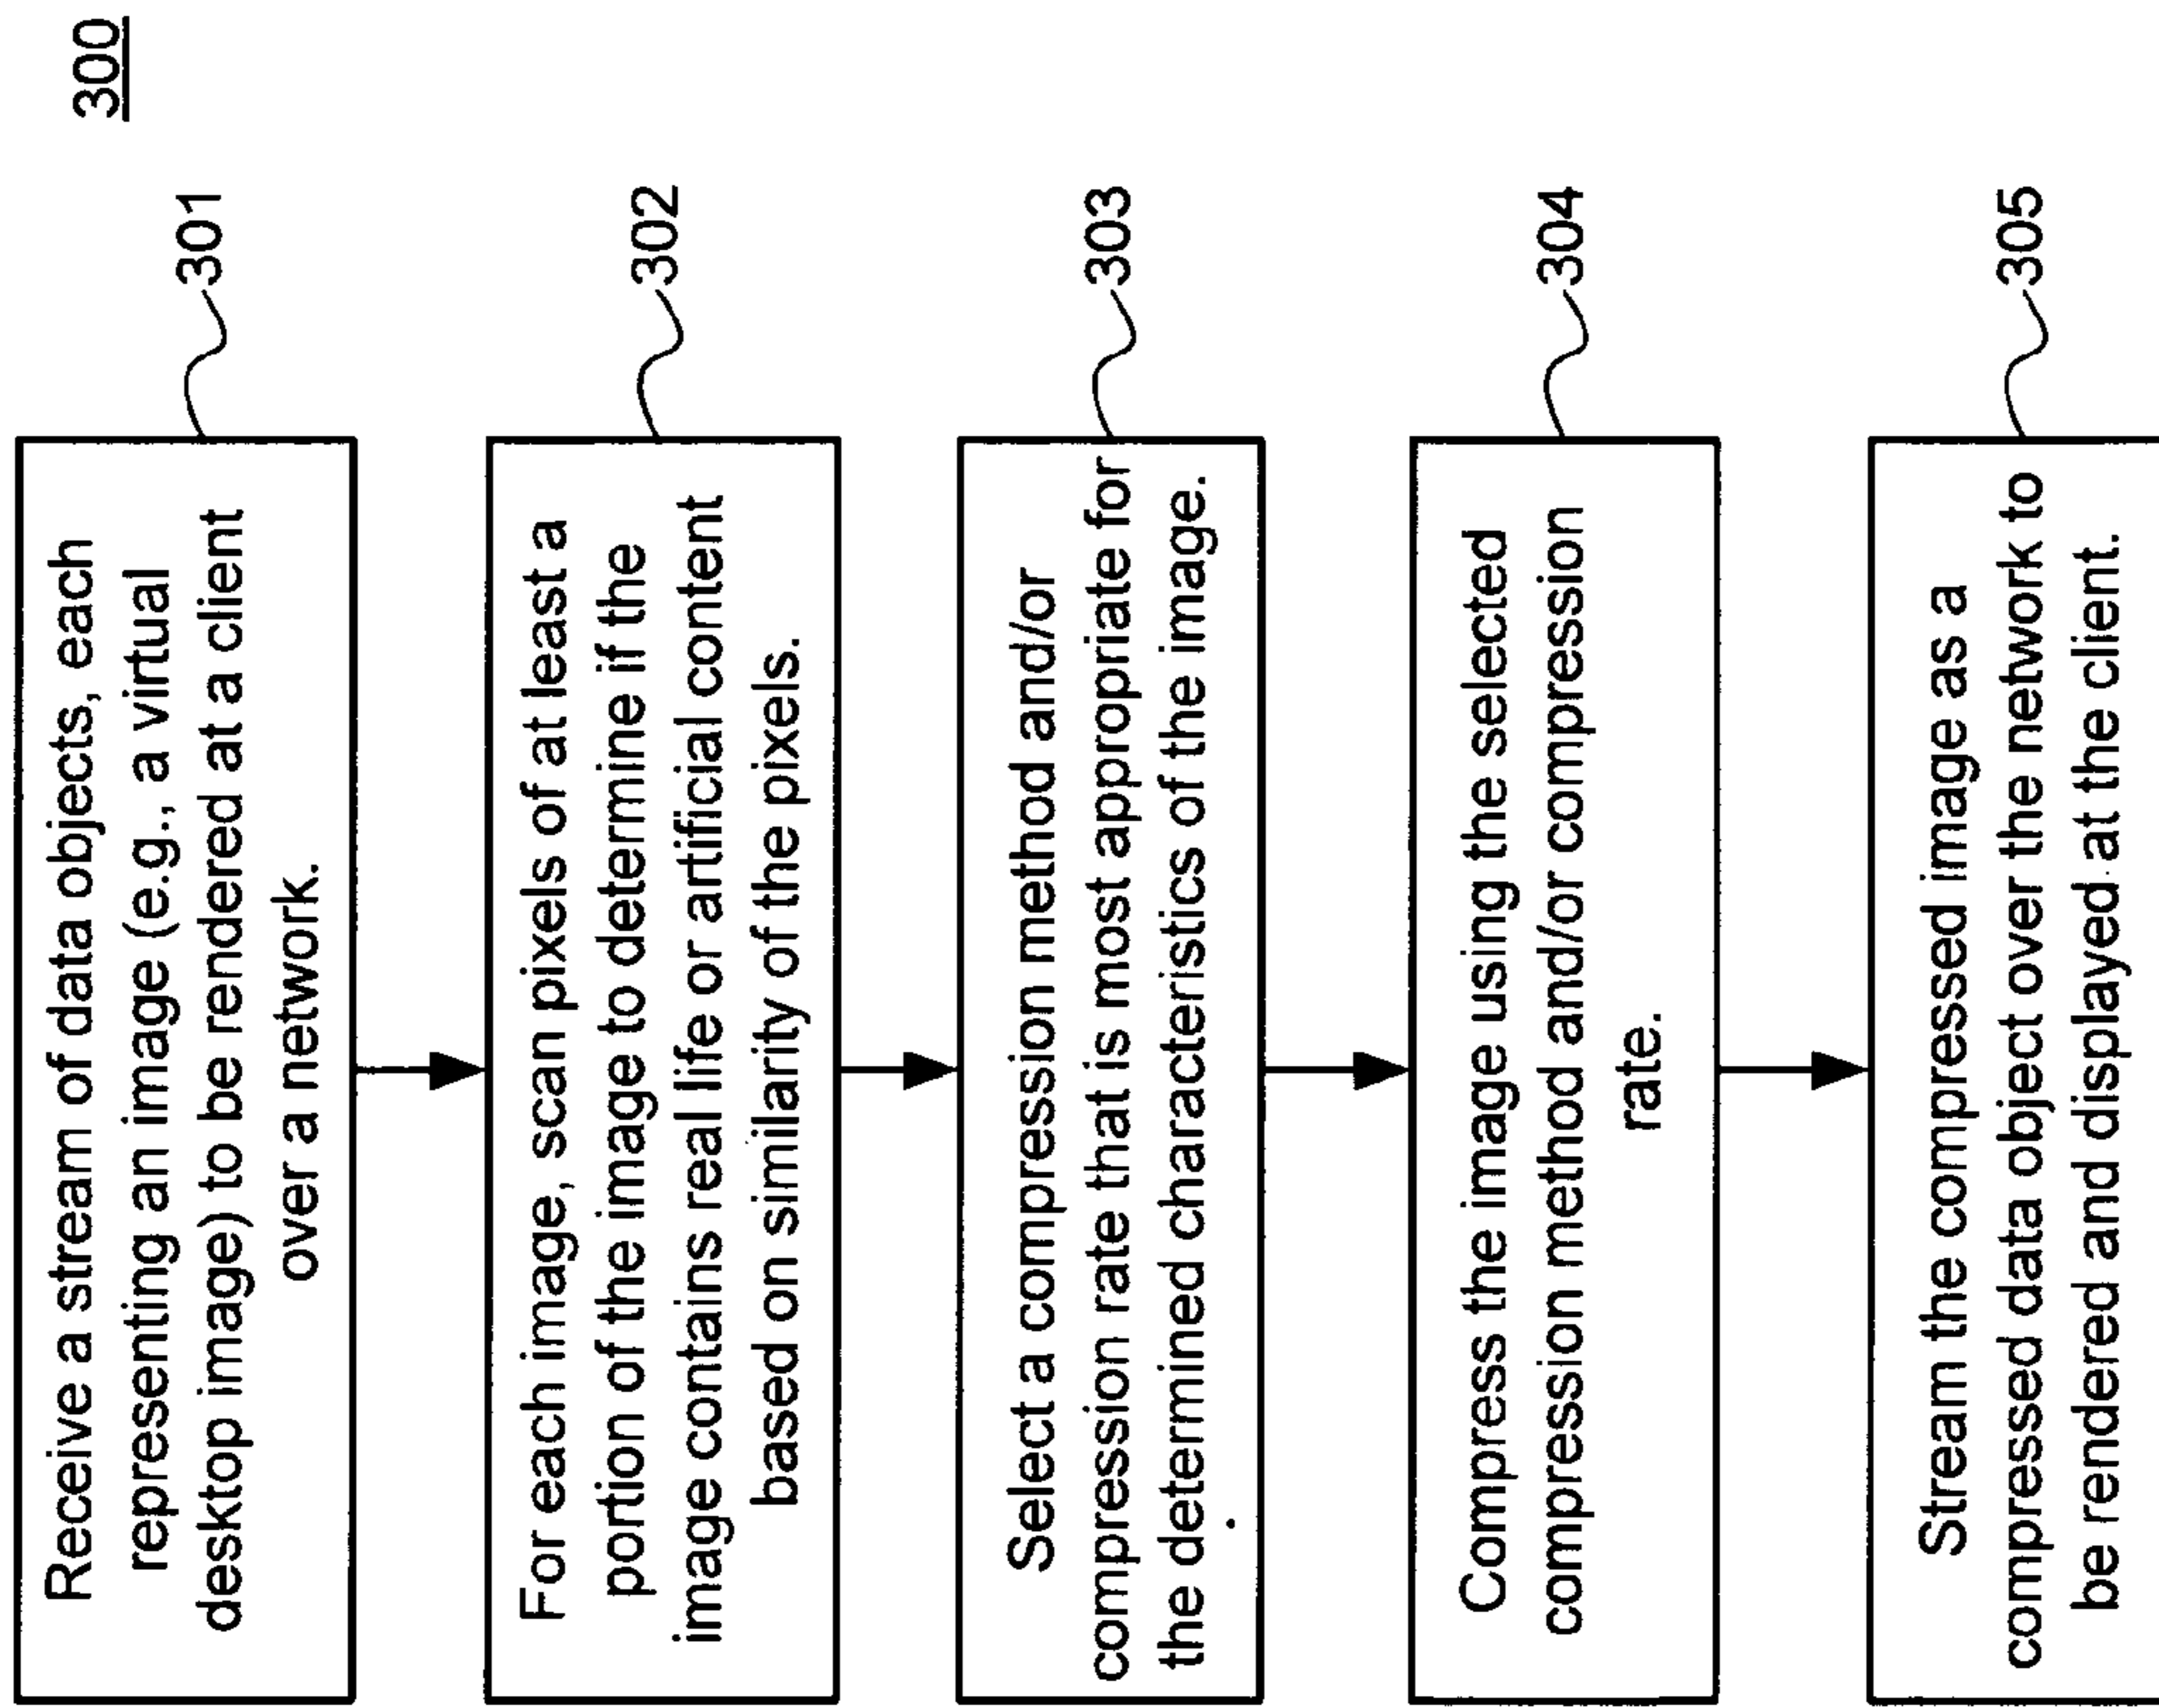 300
Receive a stream of data objects, each
representing an image (e.g., a virtual
desktop image) to be rendered at a client
over a network.
301
For each image, scan pixels of at least a
portion of the image to determine if the
image contains real life or artificial content
based on similarity of the pixels.
302
Select a compression method and/or
compression rate that is most appropriate for
the determined characteristics of the image.
303
Compress the image using the selected
compression method and/or compression
rate.
304
Stream the compressed image as a
compressed data object over the network to
be rendered and displayed at the client.
305